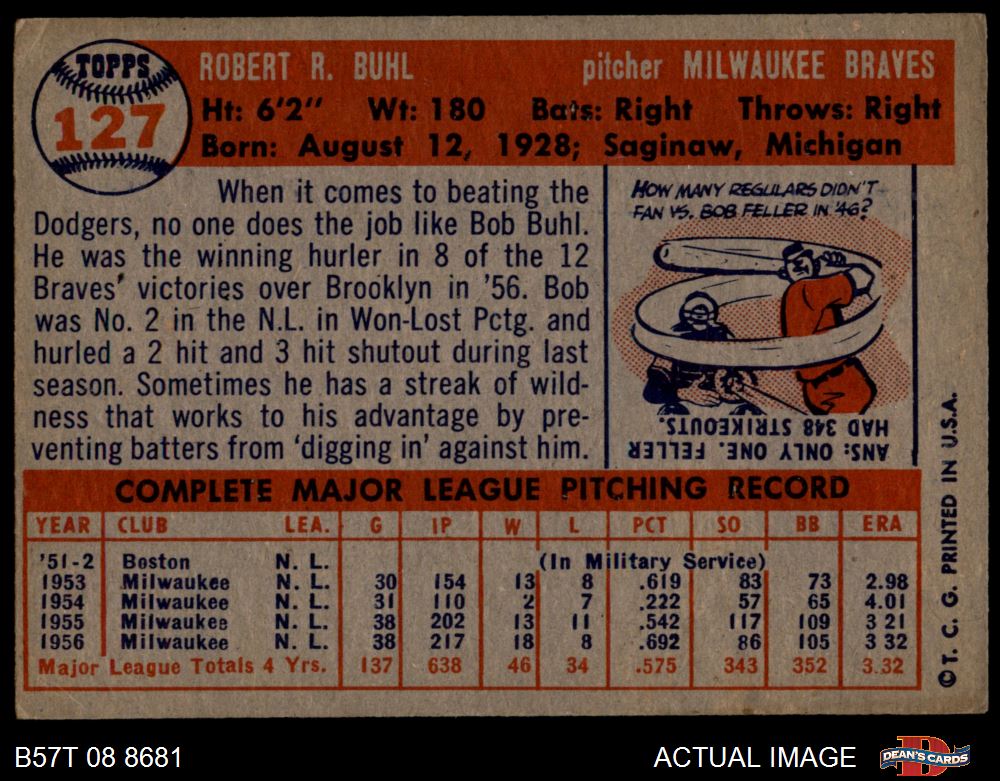 TOPPS
127
ROBERT R. BUHL pitcher MILWAUKEE BRAVES
Ht: 6'2" Wt: 180 Bats: Right Throws: Right
Born: August 12, 1928; Saginaw, Michigan
When it comes to beating the
Dodgers, no one does the job like Bob Buhl.
He was the winning hurler in 8 of the 12
Braves' victories over Brooklyn in '56. Bob
was No. 2 in the N.L. in Won-Lost Pctg. and
hurled a 2 hit and 3 hit shutout during last
season. Sometimes he has a streak of wild-
ness that works to his advantage by pre-
venting batters from 'digging in' against him.
HOW MANY REGULARS DIDN'T
FAN VS. BOB FELLER IN '46?
ANS: ONLY ONE. FELLER
HAD 348 STRIKEOUTS.
COMPLETE MAJOR LEAGUE PITCHING RECORD
YEAR CLUB LEA. G IP W L PCT SO BB ERA
'51-2 Boston N. L. (In Military Service)
1953 Milwaukee N. L. 30 154 13 8 .619 83 73 2.98
1954 Milwaukee N. L. 31 110 2 7 .222 57 65 4.01
1955 Milwaukee N. L. 38 202 13 11 .542 117 109 3 21
1956 Milwaukee N. L. 38 217 18 8 .692 86 105 3 32
Major League Totals 4 Yrs. 137 638 46 34 .575 343 352 3.32
© T. C. G. PRINTED IN U.S.A.
B57T 08 8681 ACTUAL IMAGE DEAN'S CARDS